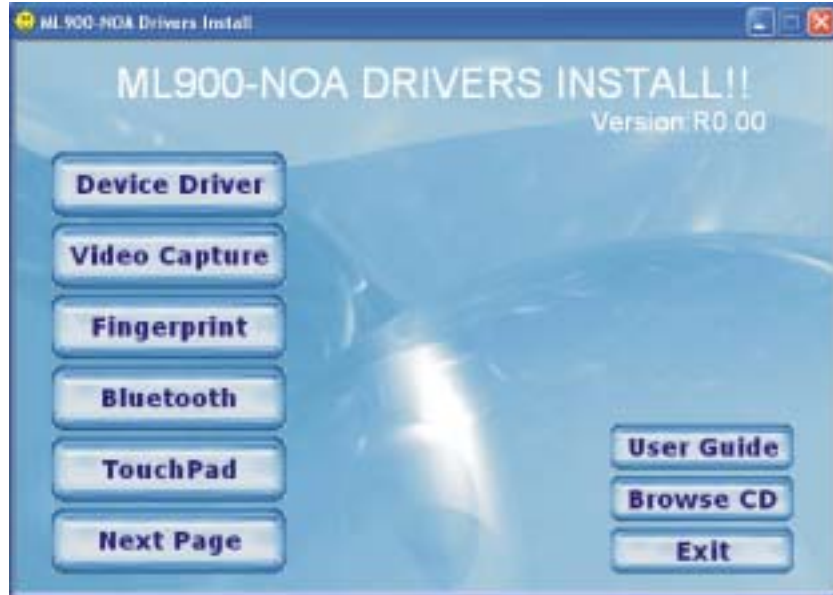 ML900-NOA Drivers Install
ML900-NOA DRIVERS INSTALL!!
Version:R0.00
Device Driver
Video Capture
Fingerprint
Bluetooth
TouchPad
Next Page
User Guide
Browse CD
Exit